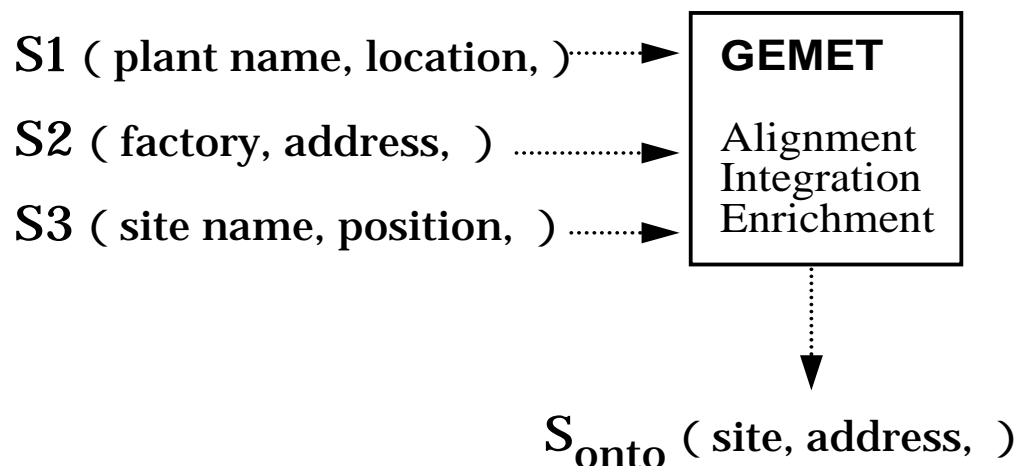 S1 ( plant name, location, )
S2 ( factory, address, )
S3 ( site name, position, )
GEMET
Alignment
Integration
Enrichment
Sonto ( site, address, )